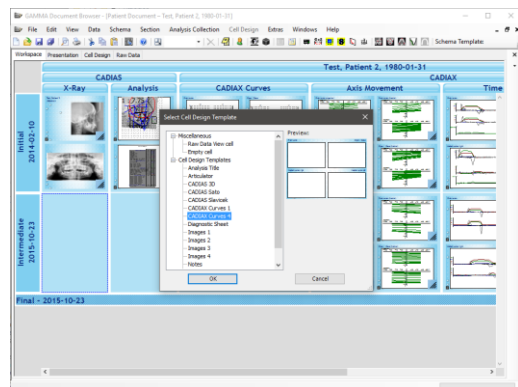 GAMMA Document Browser - [Patient Document - Test, Patient 2, 1980-01-31]
File Edit View Data Schema Section Analysis Collection Cell Design Extras Windows Help
Schema Template:
Workspace Presentation Cell Design Raw Data
Test, Patient 2, 1980-01-31
CADIAS CADIAX
X-Ray Analysis CADIAX Curves Axis Movement Time
Initial
2014-02-10
Select Cell Design Template
Miscellaneous
Raw Data View cell
Empty cell
Cell Design Templates
Analysis Title
Articulator
CADIAS 3D
CADIAS Sato
CADIAS Slavicek
CADIAX Curves 1
CADIAX Curves 4
Diagnostic Sheet
Images 1
Images 2
Images 3
Images 4
Notes
Preview:
OK Cancel
Intermediate
2015-10-23
Final - 2015-10-23